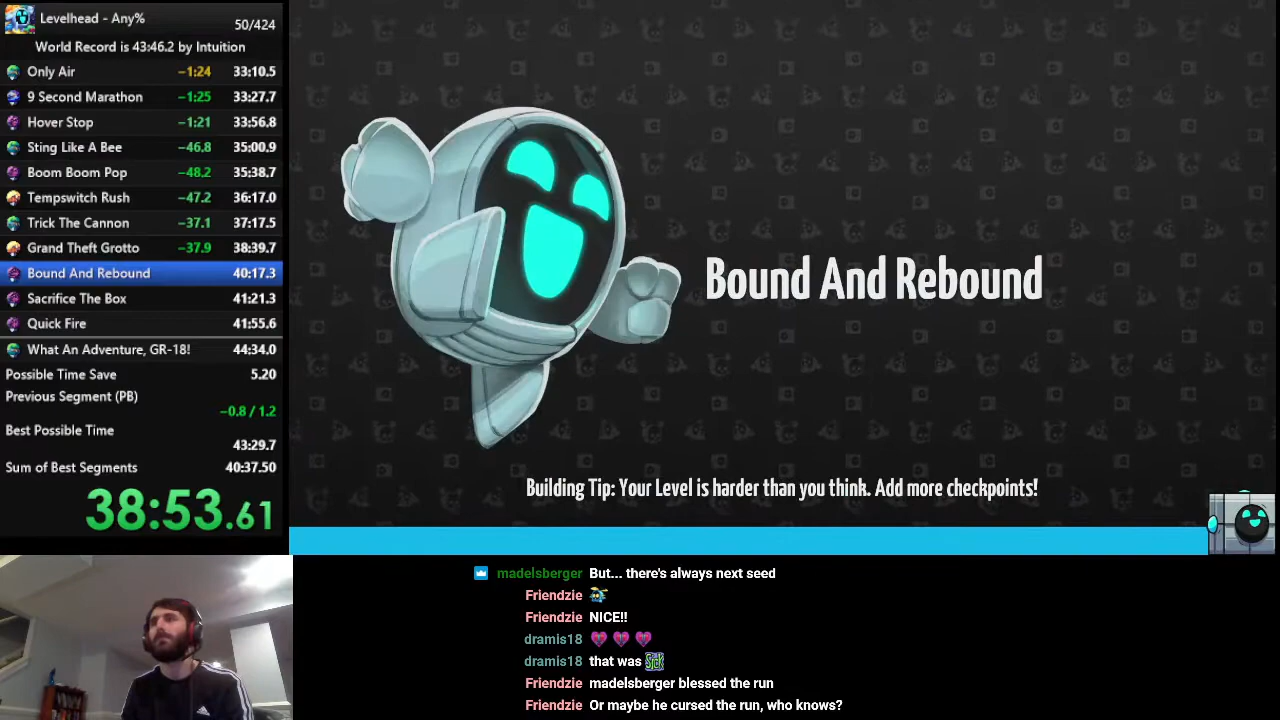 Levelhead - Any%
50/424
World Record is 43:46.2 by Intuition
Only Air −1:24 33:10.5
9 Second Marathon −1:25 33:27.7
Hover Stop −1:21 33:56.8
Sting Like A Bee −46.8 35:00.9
Boom Boom Pop −48.2 35:38.7
Tempswitch Rush −47.2 36:17.0
Trick The Cannon −37.1 37:17.5
Grand Theft Grotto −37.9 38:39.7
Bound And Rebound 40:17.3
Sacrifice The Box 41:21.3
Quick Fire 41:55.6
What An Adventure, GR-18! 44:34.0
Possible Time Save 5.20
Previous Segment (PB)
−0.8 / 1.2
Best Possible Time
43:29.7
Sum of Best Segments 40:37.50
38:53.61
Bound And Rebound
Building Tip: Your Level is harder than you think. Add more checkpoints!
madelsberger But... there's always next seed
Friendzie
Friendzie NICE!!
dramis18
dramis18 that was SICK
Friendzie madelsberger blessed the run
Friendzie Or maybe he cursed the run, who knows?